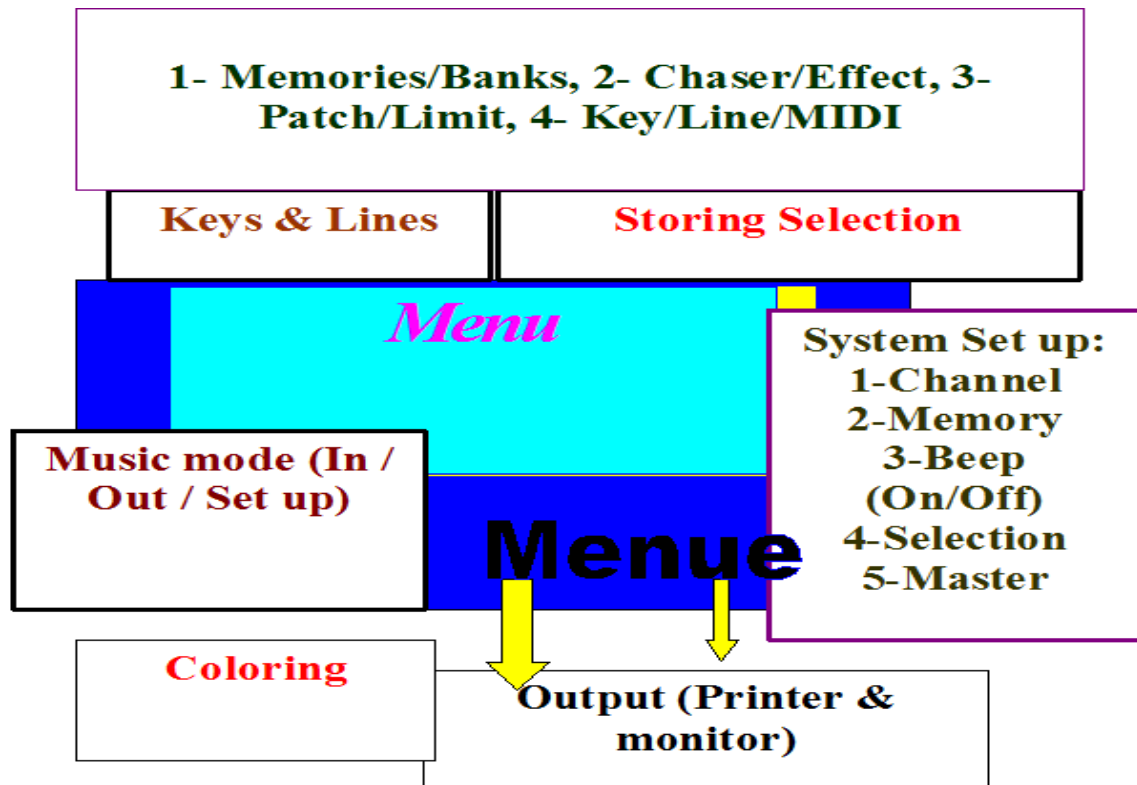 1- Memories/Banks, 2- Chaser/Effect, 3-
Patch/Limit, 4- Key/Line/MIDI
Keys & Lines
Storing Selection
Menu
System Set up:
1-Channel
2-Memory
3-Beep
(On/Off)
4-Selection
5-Master
Music mode (In /
Out / Set up)
Menue
Coloring
Output (Printer &
monitor)